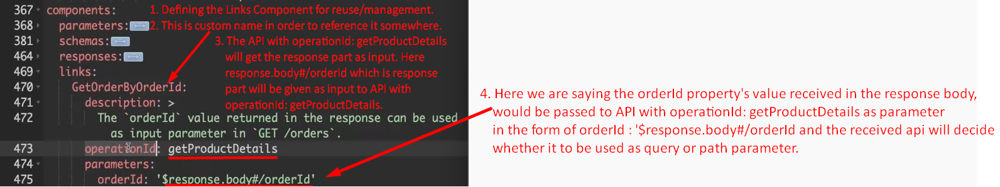 367 components: 1. Defining the Links Component for reuse/management.
368 parameters: 2. This is custom name in order to reference it somewhere.
381 schemas: 3. The API with operationId: getProductDetails
464 responses: will get the response part as input. Here
469 links: response.body#/orderId which is response
470 GetOrderByOrderId: part will be given as input to API with
471 description: > operationId: getProductDetails.
472 The `orderId` value returned in the response can be used
as input parameter in `GET /orders`.
473 operationId: getProductDetails
474 parameters:
475 orderId: '$response.body#/orderId'
4. Here we are saying the orderId property's value received in the response body,
would be passed to API with operationId: getProductDetails as parameter
in the form of orderId : '$response.body#/orderId and the received api will decide
whether it to be used as query or path parameter.